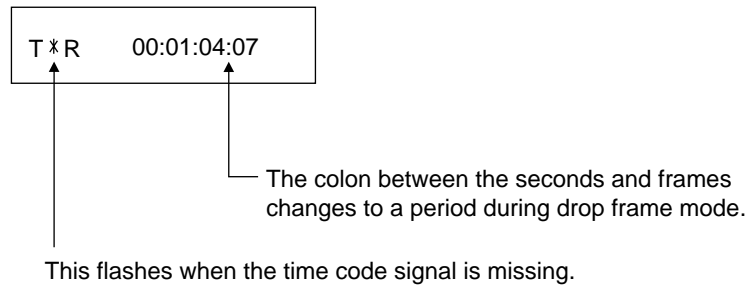 T*R 00:01:04:07
The colon between the seconds and frames
changes to a period during drop frame mode.
This flashes when the time code signal is missing.